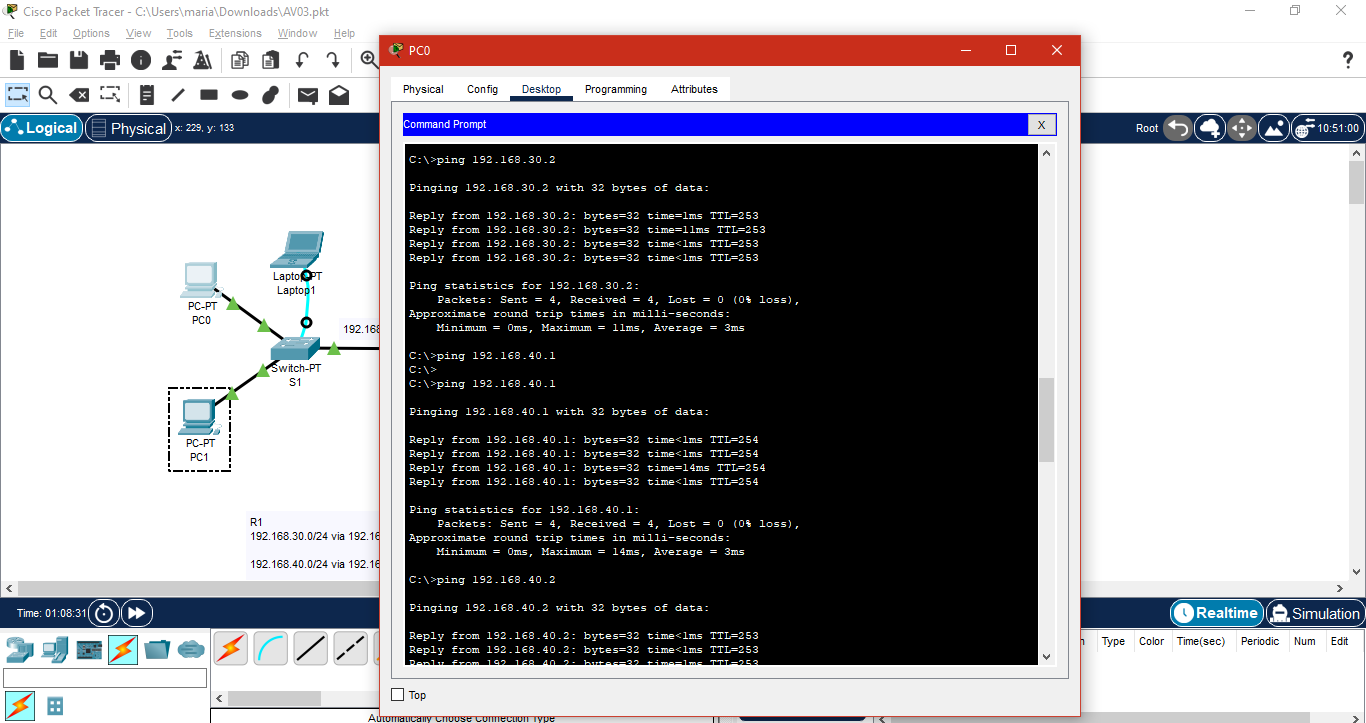 Cisco Packet Tracer - C:\Users\maria\Downloads\AV03.pkt
File Edit Options View Tools Extensions Window Help
?
Logical
Physical
x: 229, y: 133
Root
10:51:00
PC0
Physical Config Desktop Programming Attributes
Command Prompt
X
C:\>ping 192.168.30.2
Pinging 192.168.30.2 with 32 bytes of data:
Reply from 192.168.30.2: bytes=32 time=1ms TTL=253
Reply from 192.168.30.2: bytes=32 time=11ms TTL=253
Reply from 192.168.30.2: bytes=32 time<1ms TTL=253
Reply from 192.168.30.2: bytes=32 time<1ms TTL=253
Ping statistics for 192.168.30.2:
Packets: Sent = 4, Received = 4, Lost = 0 (0% loss),
Approximate round trip times in milli-seconds:
Minimum = 0ms, Maximum = 11ms, Average = 3ms
C:\>ping 192.168.40.1
C:\>
C:\>ping 192.168.40.1
Pinging 192.168.40.1 with 32 bytes of data:
Reply from 192.168.40.1: bytes=32 time<1ms TTL=254
Reply from 192.168.40.1: bytes=32 time<1ms TTL=254
Reply from 192.168.40.1: bytes=32 time=14ms TTL=254
Reply from 192.168.40.1: bytes=32 time<1ms TTL=254
Ping statistics for 192.168.40.1:
Packets: Sent = 4, Received = 4, Lost = 0 (0% loss),
Approximate round trip times in milli-seconds:
Minimum = 0ms, Maximum = 14ms, Average = 3ms
C:\>ping 192.168.40.2
Pinging 192.168.40.2 with 32 bytes of data:
Reply from 192.168.40.2: bytes=32 time<1ms TTL=253
Reply from 192.168.40.2: bytes=32 time<1ms TTL=253
Reply from 192.168.40.2: bytes=32 time<1ms TTL=253
Top
Laptop-PT
Laptop1
PC-PT
PC0
192.168
Switch-PT
S1
PC-PT
PC1
R1
192.168.30.0/24 via 192.16
192.168.40.0/24 via 192.16
Time: 01:08:31
Realtime
Simulation
Type Color Time(sec) Periodic Num Edit
Automatically Choose Connection Type